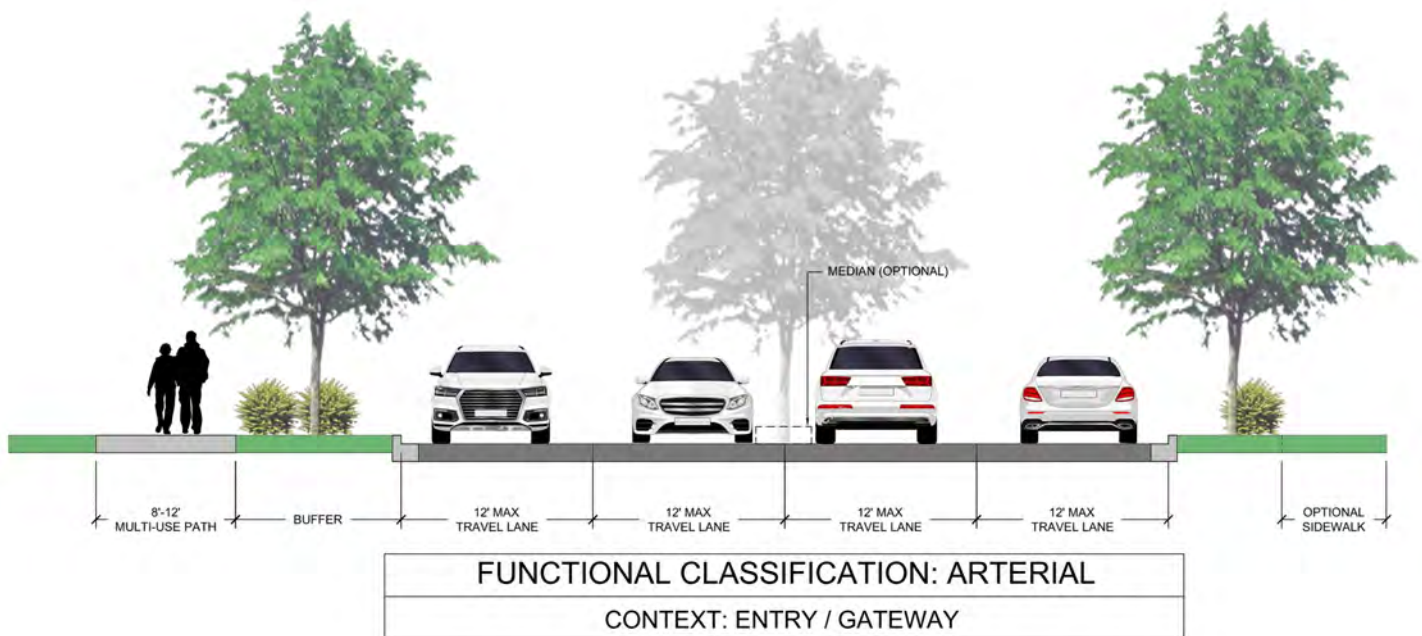 MEDIAN (OPTIONAL)
8'-12'
MULTI-USE PATH
BUFFER
12' MAX
TRAVEL LANE
12' MAX
TRAVEL LANE
12' MAX
TRAVEL LANE
12' MAX
TRAVEL LANE
OPTIONAL
SIDEWALK
FUNCTIONAL CLASSIFICATION: ARTERIAL
CONTEXT: ENTRY / GATEWAY